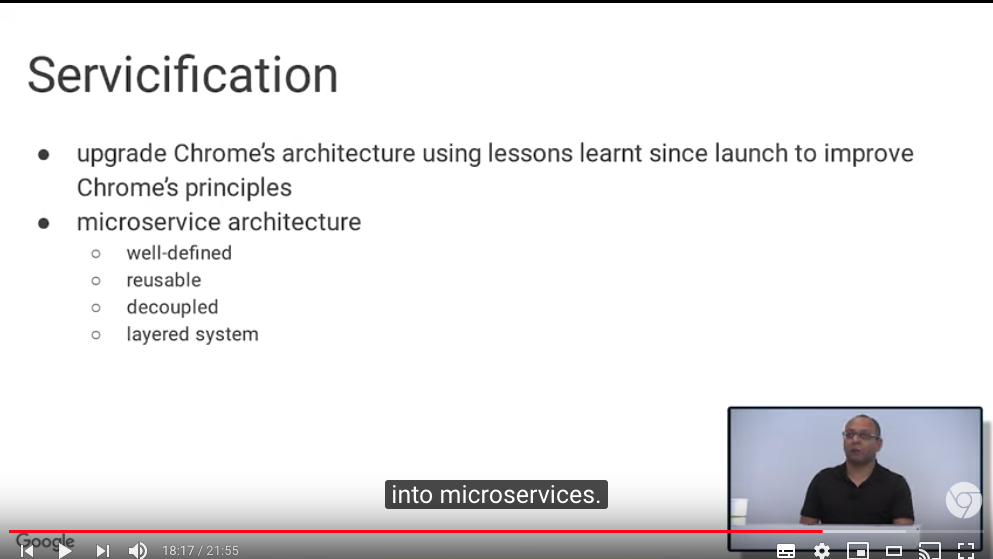 Servicification
● upgrade Chrome’s architecture using lessons learnt since launch to improve
Chrome’s principles
● microservice architecture
○ well-defined
○ reusable
○ decoupled
○ layered system
into microservices.
Google
18:17 / 21:55